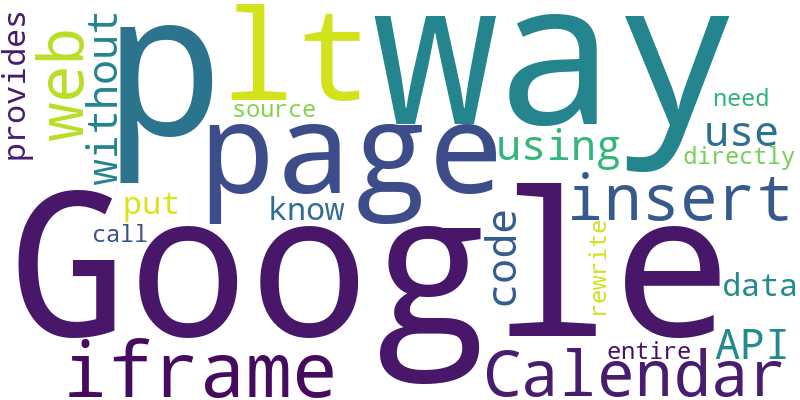 provides
web
without
p
lt
way
source
page
using
need
use
directly
put
know
insert
call
Google
code
rewrite
data
API
iframe
Calendar
entire